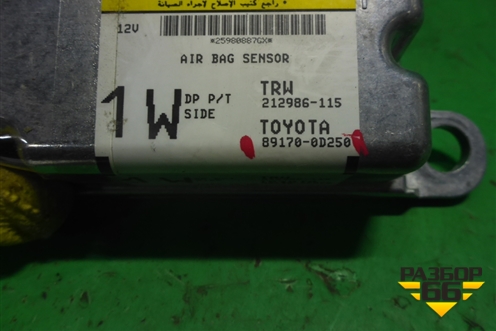 راجع كتيب الإصلاح لاجراء الصيانة
12V
*25980887GX*
AIR BAG SENSOR
1W
DP P/T
SIDE
TRW
212986-115
TOYOTA
89170-0D250
РАЗБОР
66